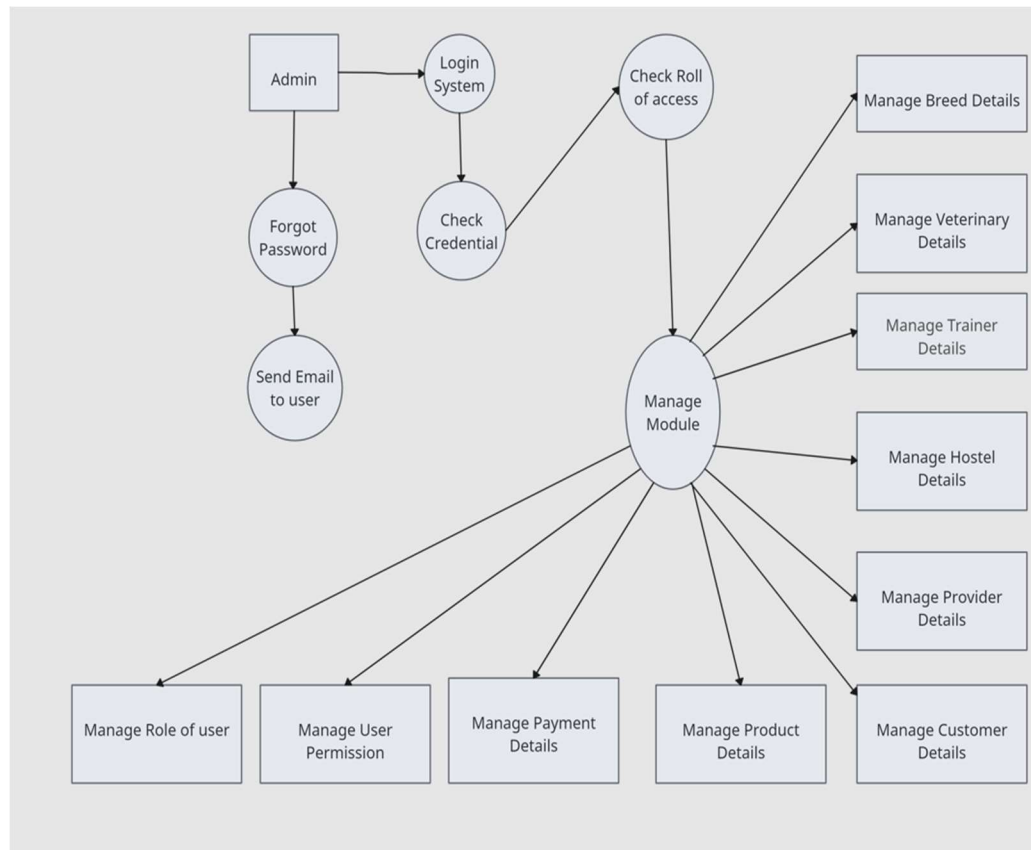 Admin
Login
System
Check Roll
of access
Manage Breed Details
Forgot
Password
Check
Credential
Manage Veterinary
Details
Manage Trainer
Details
Send Email
to user
Manage
Module
Manage Hostel
Details
Manage Provider
Details
Manage Role of user
Manage User
Permission
Manage Payment
Details
Manage Product
Details
Manage Customer
Details